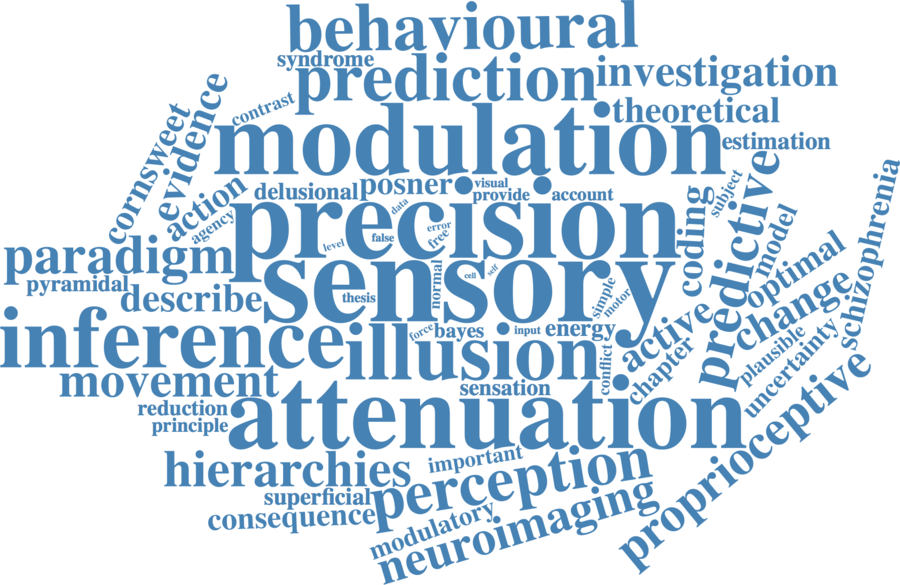 behavioural
syndrome
prediction
investigation
contrast
theoretical
modulation
estimation
cornsweet
evidence
action
agency
delusional
posner
visual
provide
account
subject
data
precision
error
free
level
false
coding
predictive
model
optimal
schizophrenia
paradigm
pyramidal
describe
sensory
normal
cell
self
thesis
simple
motor
change
inference
illusion
force
bayes
input
energy
active
chapter
conflict
plausible
uncertainty
movement
sensation
reduction
principle
attenuation
proprioceptive
hierarchies
important
superficial
perception
consequence
modulatory
neuroimaging